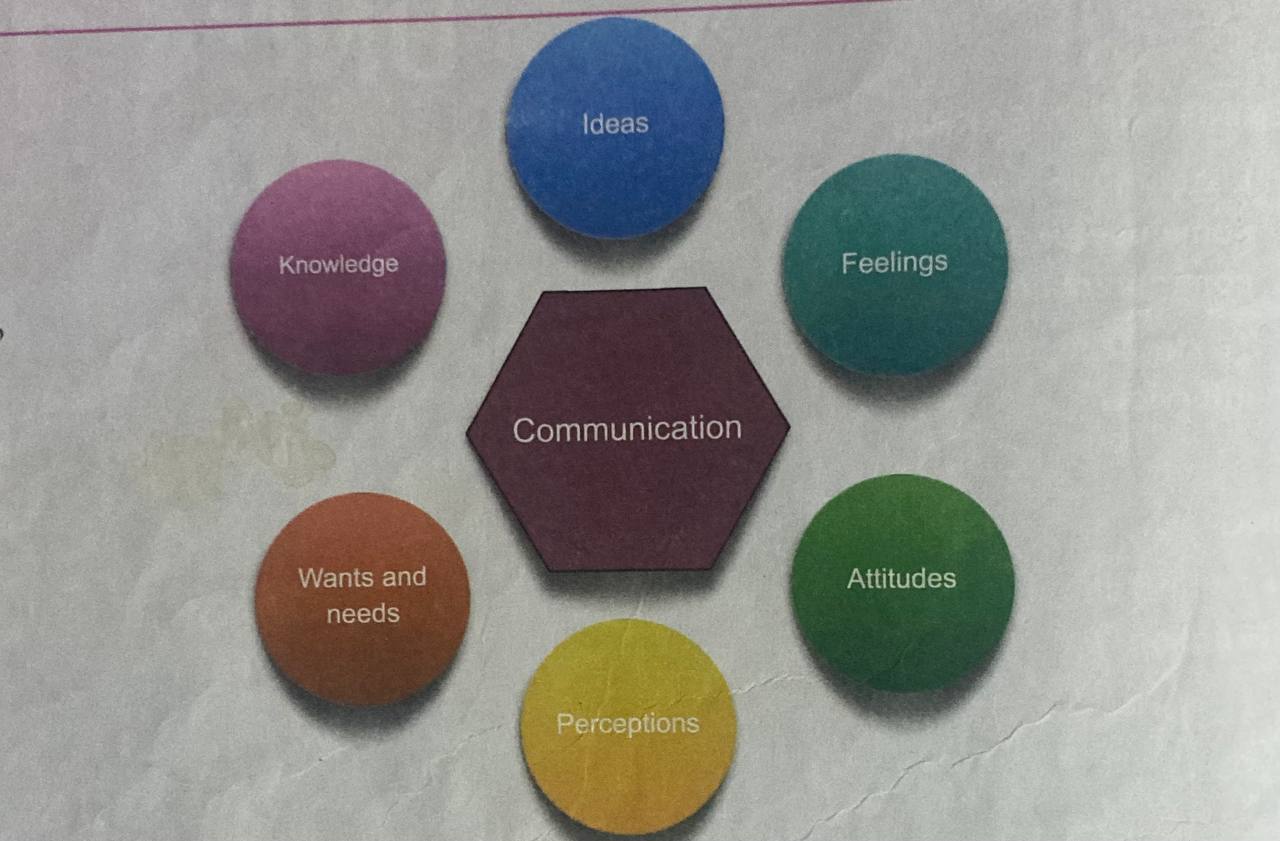 Ideas
Knowledge
Feelings
Communication
Wants and
needs
Attitudes
Perceptions